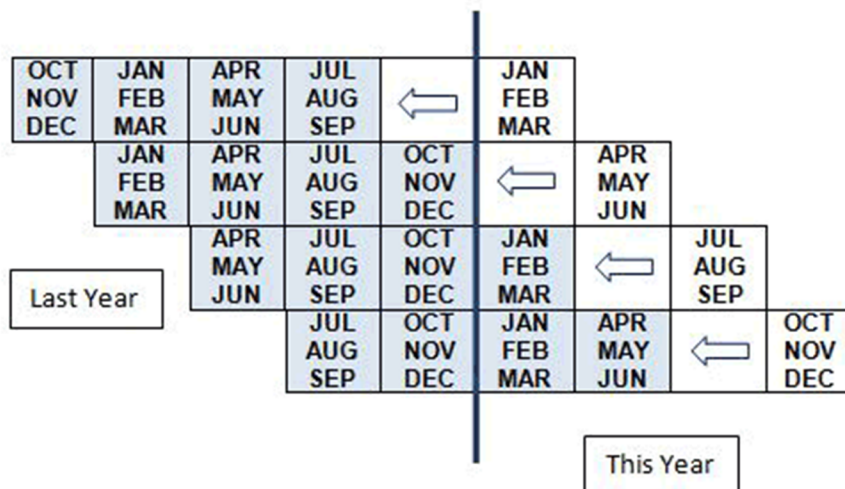 OCT JAN APR JUL JAN
NOV FEB MAY AUG FEB
DEC MAR JUN SEP MAR
JAN APR JUL OCT APR
FEB MAY AUG NOV MAY
MAR JUN SEP DEC JUN
APR JUL OCT JAN JUL
MAY AUG NOV FEB AUG
JUN SEP DEC MAR SEP
Last Year
JUL OCT JAN APR OCT
AUG NOV FEB MAY NOV
SEP DEC MAR JUN DEC
This Year